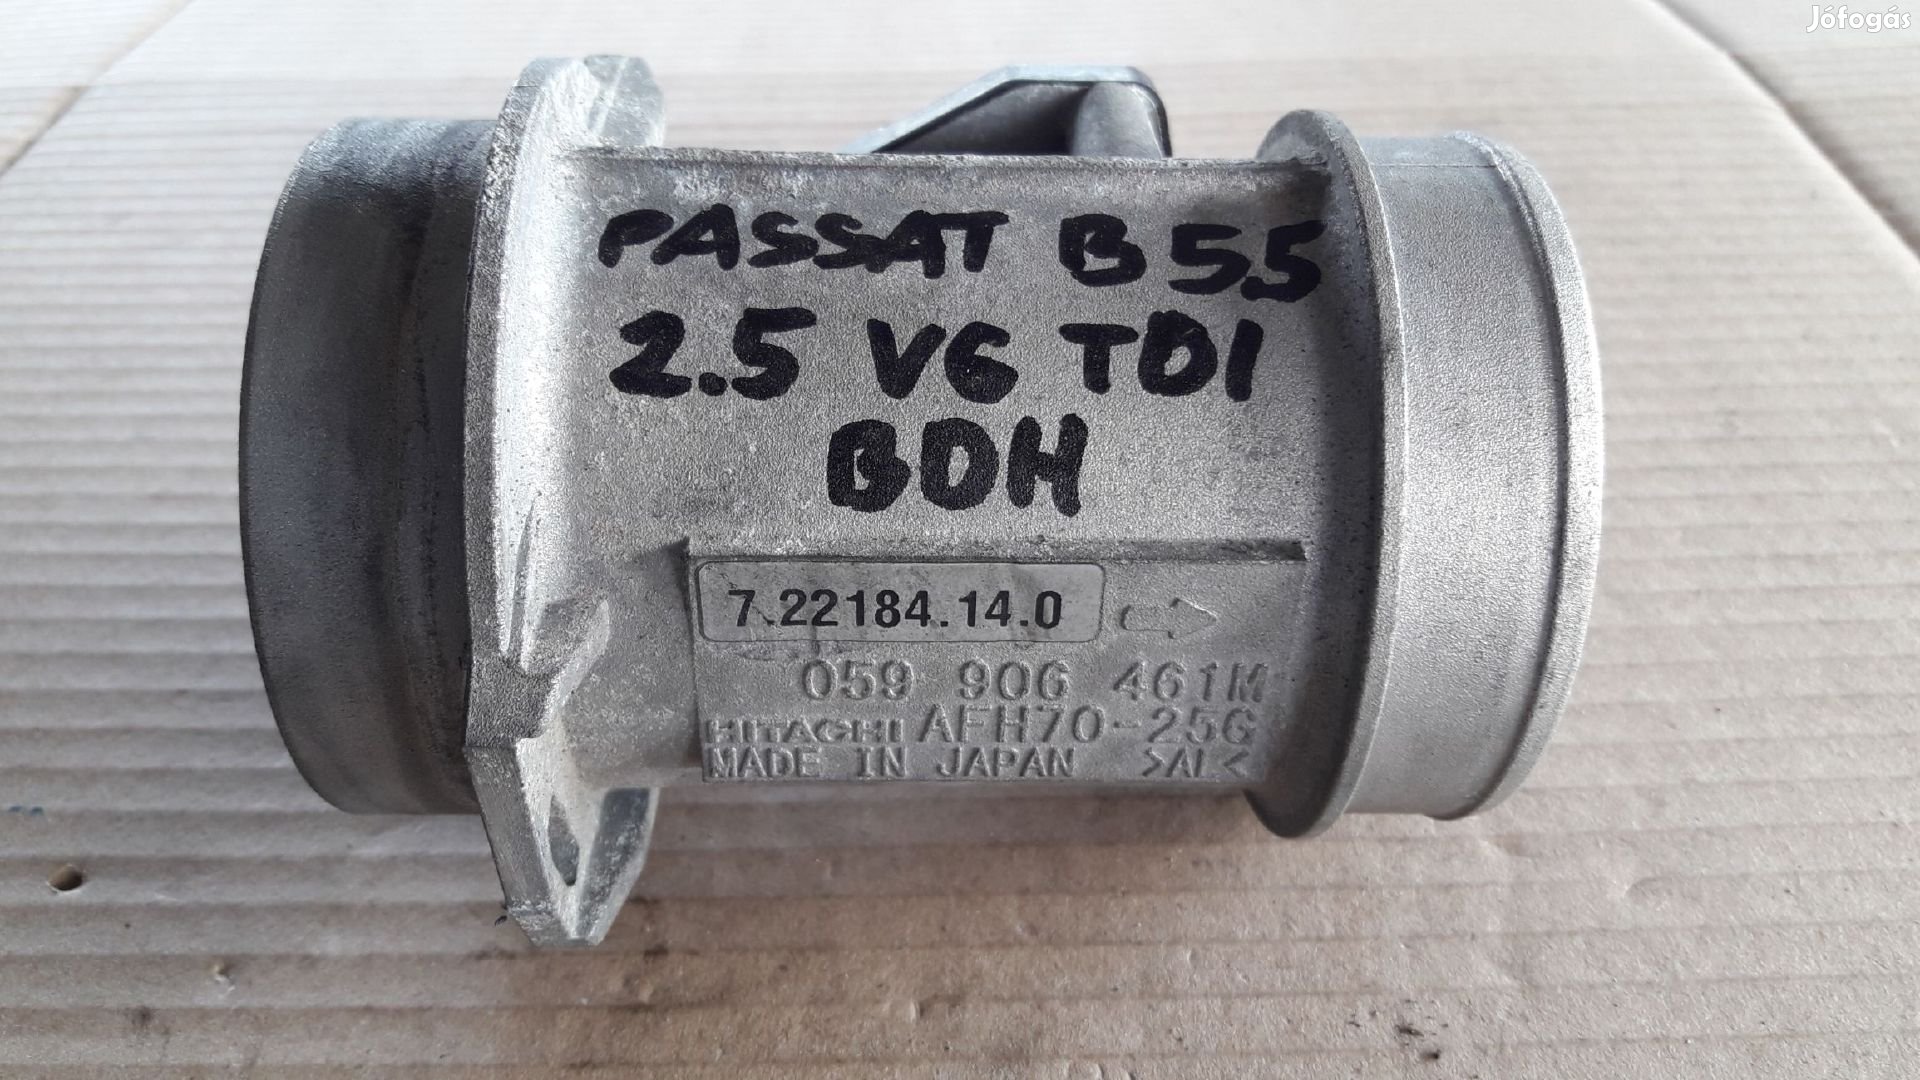 Jófogás
PASSAT B5.5
2.5 V6 TDI
BDH
7.22184.14.0
059 906 461M
HITACHI AFH70-25G
MADE IN JAPAN >AL<